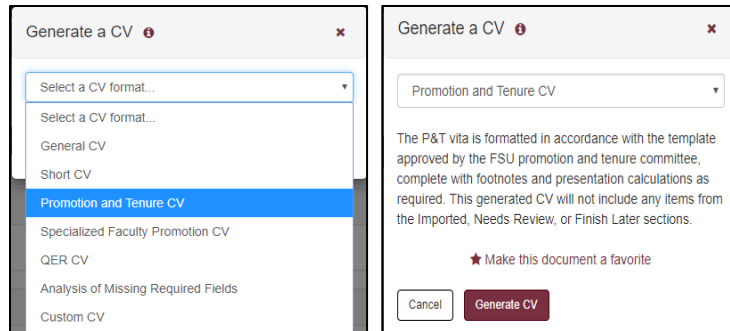 Generate a CV
Select a CV format...
Select a CV format...
General CV
Short CV
Promotion and Tenure CV
Specialized Faculty Promotion CV
QER CV
Analysis of Missing Required Fields
Custom CV
Generate a CV
Promotion and Tenure CV
The P&T vita is formatted in accordance with the template
approved by the FSU promotion and tenure committee,
complete with footnotes and presentation calculations as
required. This generated CV will not include any items from
the Imported, Needs Review, or Finish Later sections.
Make this document a favorite
Cancel Generate CV